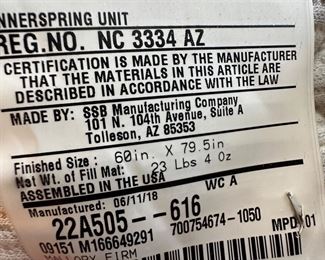 NNERSPRING UNIT
REG.NO. NC 3334 AZ
CERTIFICATION IS MADE BY THE MANUFACTURER
THAT THE MATERIALS IN THIS ARTICLE ARE
DESCRIBED IN ACCORDANCE WITH THE LAW
MADE BY: SSB Manufacturing Company
101 N. 104th Avenue, Suite A
Tolleson, AZ 85353
Finished Size : 60in. X 79.5in
Net Wt. of Fill Mat: 23 Lbs 4 Oz
ASSEMBLED IN THE USA
WC A
Manufactured: 06/11/18
22A505--616
700754674-1050
MPD 01
09151 M166649291
MALLORY FIRM